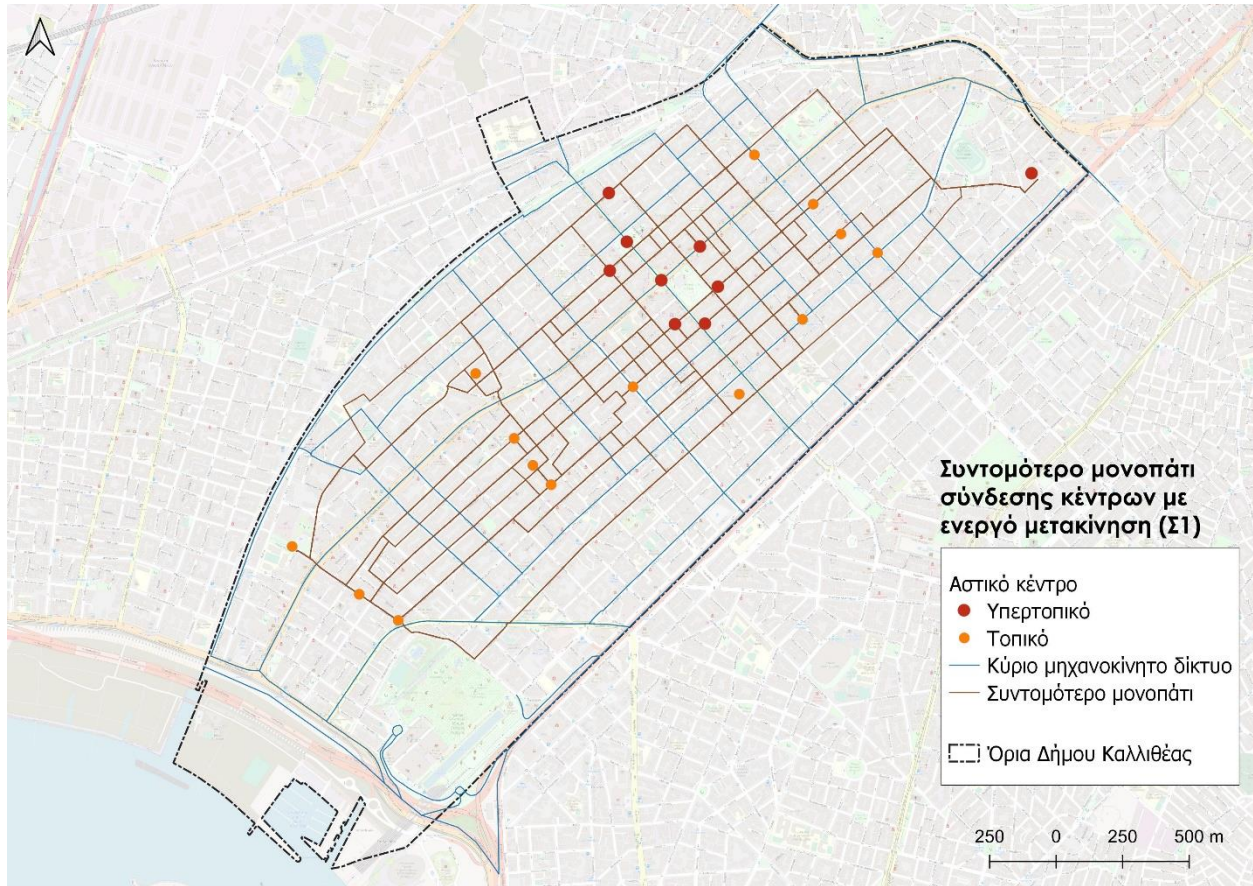 Συντομότερο μονοπάτι
σύνδεσης κέντρων με
ενεργό μετακίνηση (Σ1)
Αστικό κέντρο
Υπερτοπικό
Τοπικό
Κύριο μηχανοκίνητο δίκτυο
Συντομότερο μονοπάτι
Όρια Δήμου Καλλιθέας
250 0 250 500 m